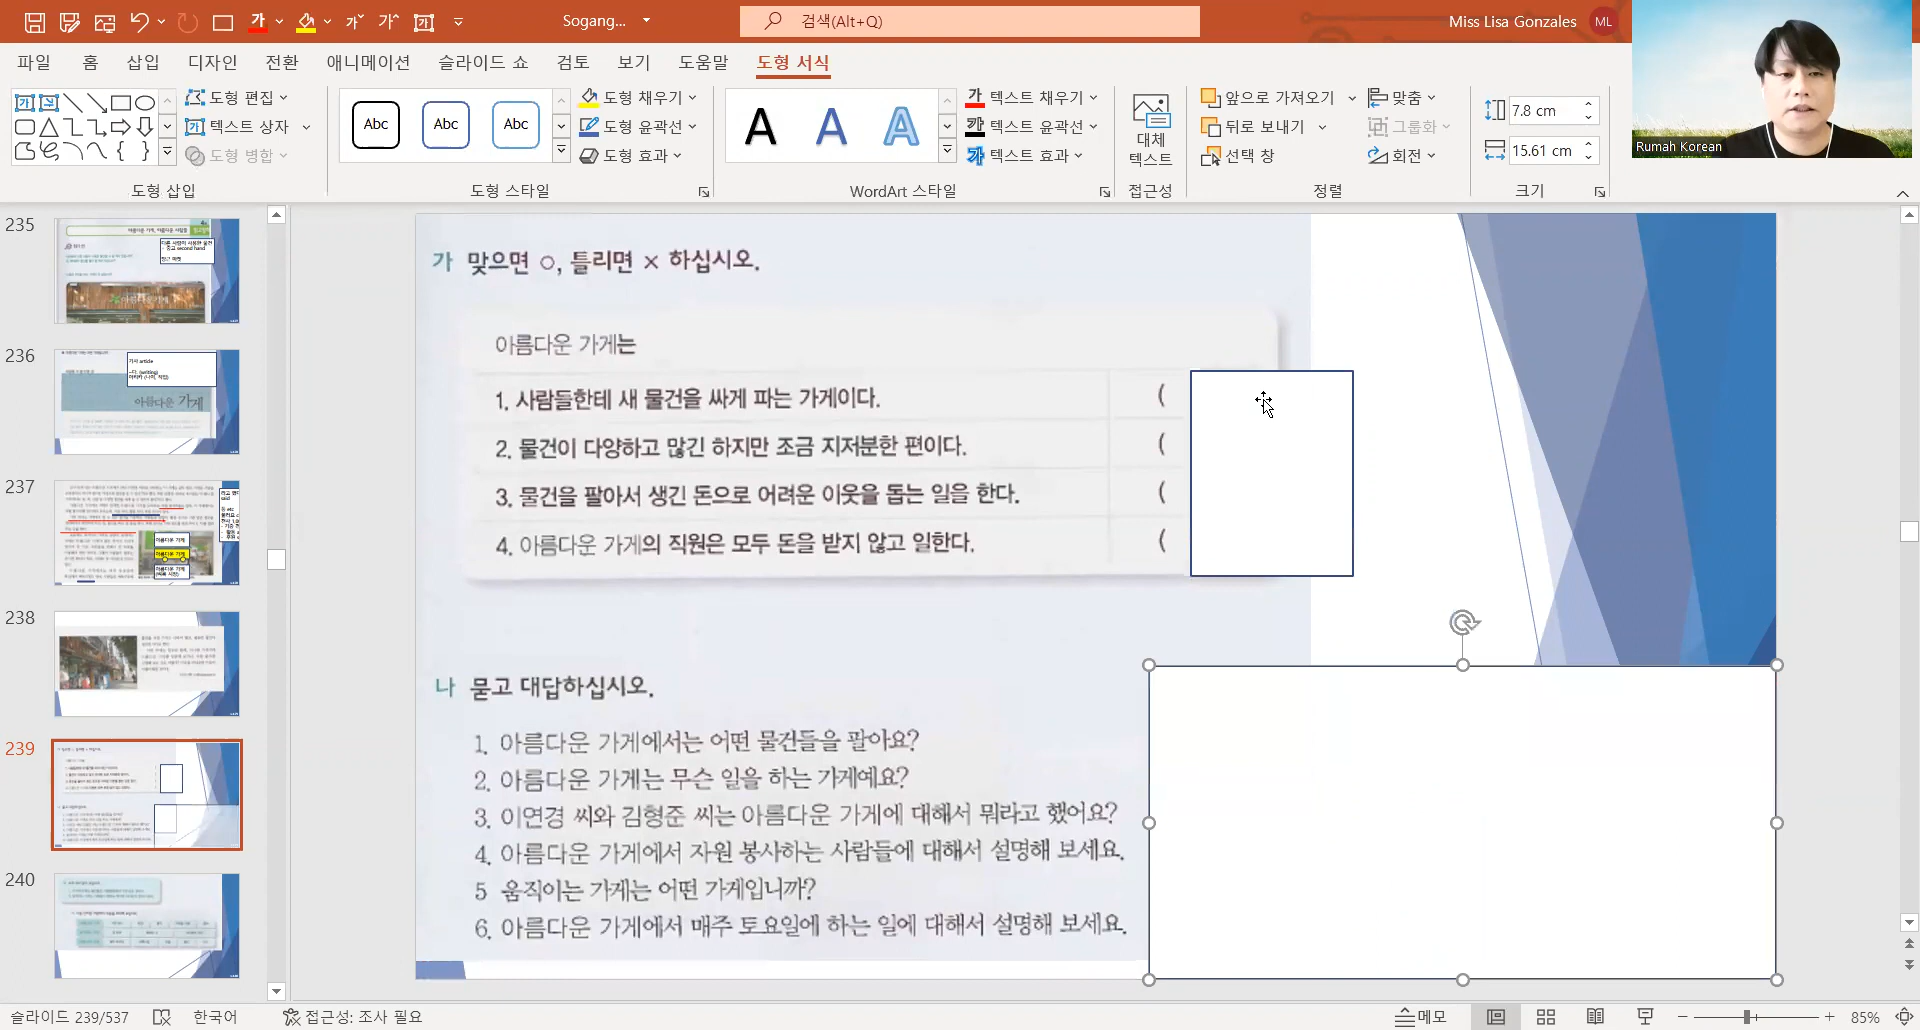 Sogang...
검색(Alt+Q)
Miss Lisa Gonzales
ML
파일 홈 삽입 디자인 전환 애니메이션 슬라이드 쇼 검토 보기 도움말 도형 서식
도형 편집
텍스트 상자
도형 병합
도형 삽입
Abc Abc Abc
도형 채우기
도형 윤곽선
도형 효과
도형 스타일
A A A
텍스트 채우기
텍스트 윤곽선
텍스트 효과
WordArt 스타일
대체
텍스트
접근성
앞으로 가져오기
뒤로 보내기
선택 창
맞춤
그룹화
회전
정렬
7.8 cm
15.61 cm
크기
Rumah Korean
235
236
기사 article
아름다운 가게
237
238
239
240
가 맞으면 ○, 틀리면 × 하십시오.
아름다운 가게는
1. 사람들한테 새 물건을 싸게 파는 가게이다. (
2. 물건이 다양하고 많긴 하지만 조금 지저분한 편이다. (
3. 물건을 팔아서 생긴 돈으로 어려운 이웃을 돕는 일을 한다. (
4. 아름다운 가게의 직원은 모두 돈을 받지 않고 일한다. (
나 묻고 대답하십시오.
1. 아름다운 가게에서는 어떤 물건들을 팔아요?
2. 아름다운 가게는 무슨 일을 하는 가게예요?
3. 이연경 씨와 김형준 씨는 아름다운 가게에 대해서 뭐라고 했어요?
4. 아름다운 가게에서 자원 봉사하는 사람들에 대해서 설명해 보세요.
5 움직이는 가게는 어떤 가게입니까?
6. 아름다운 가게에서 매주 토요일에 하는 일에 대해서 설명해 보세요.
슬라이드 239/537
한국어
접근성: 조사 필요
메모
85%